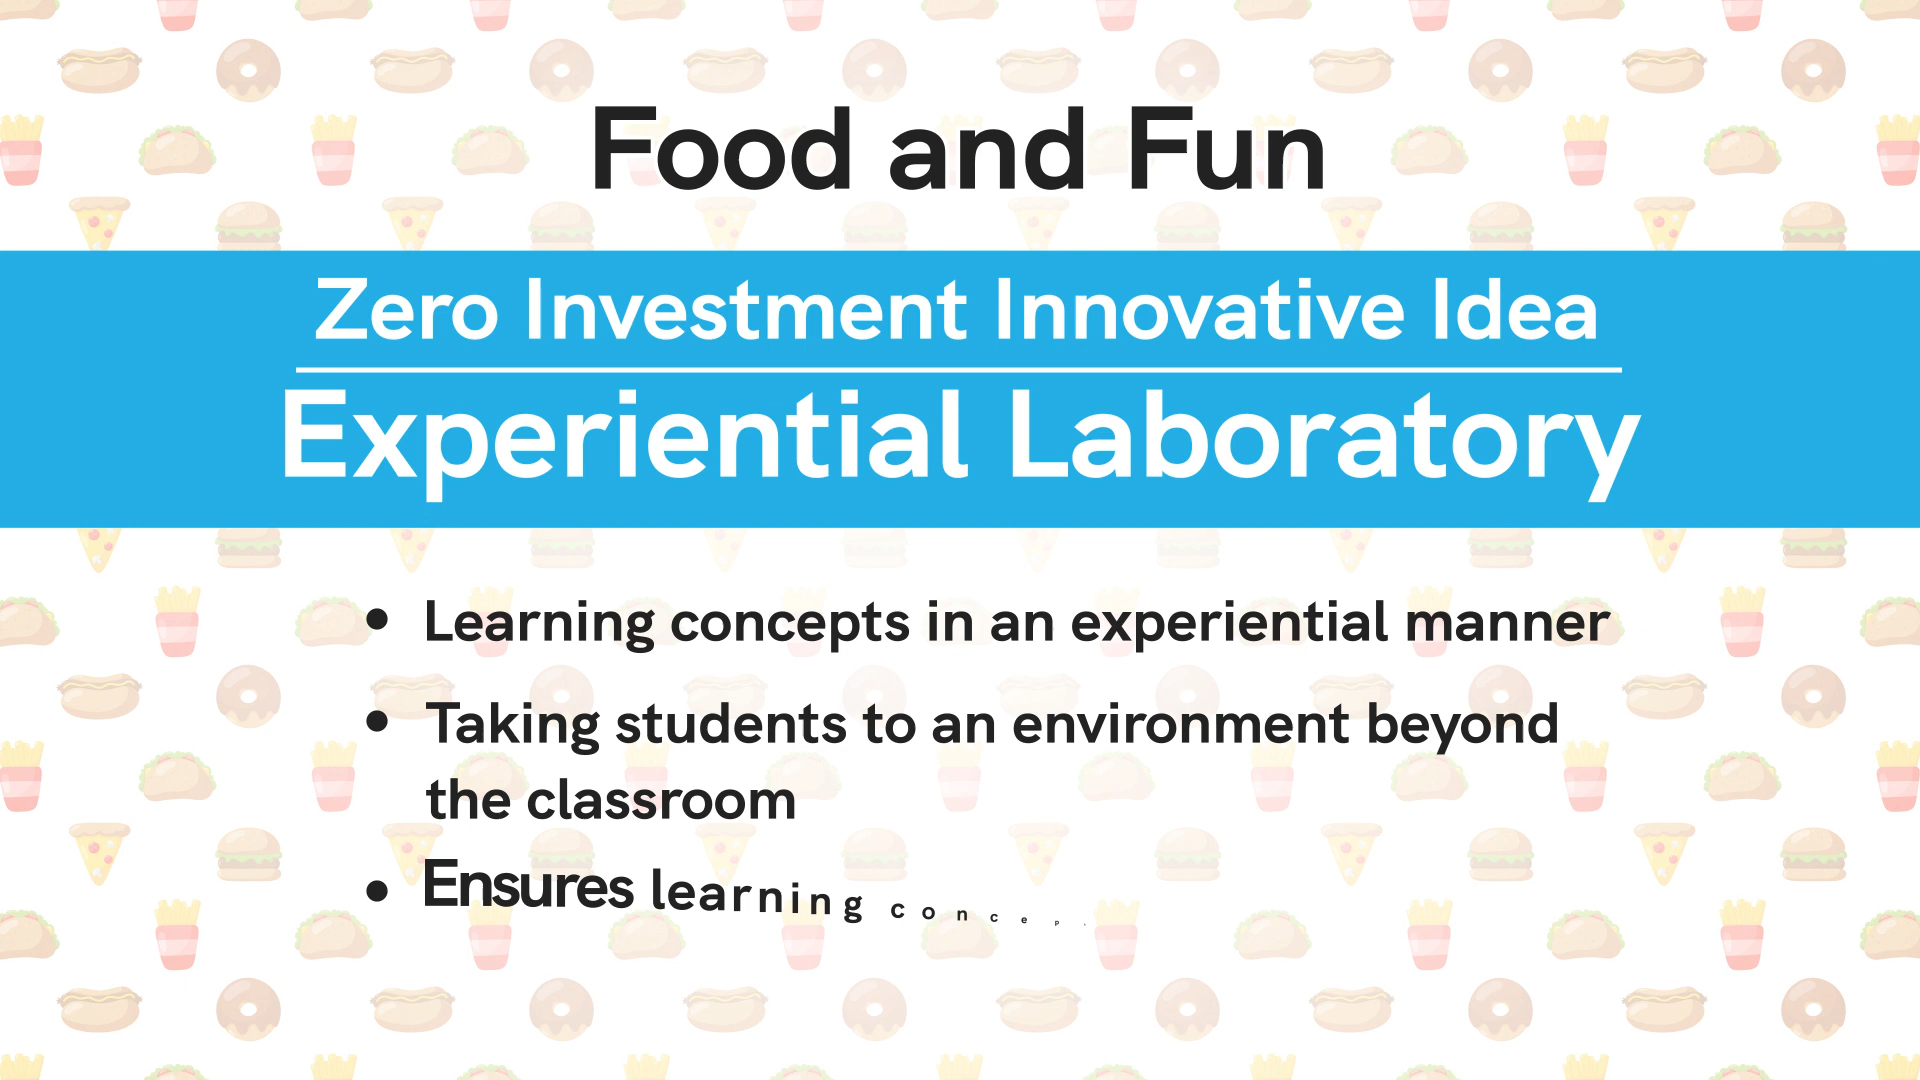 Food and Fun
Zero Investment Innovative Idea
Experiential Laboratory
• Learning concepts in an experiential manner
• Taking students to an environment beyond
the classroom
• Ensures learning concep